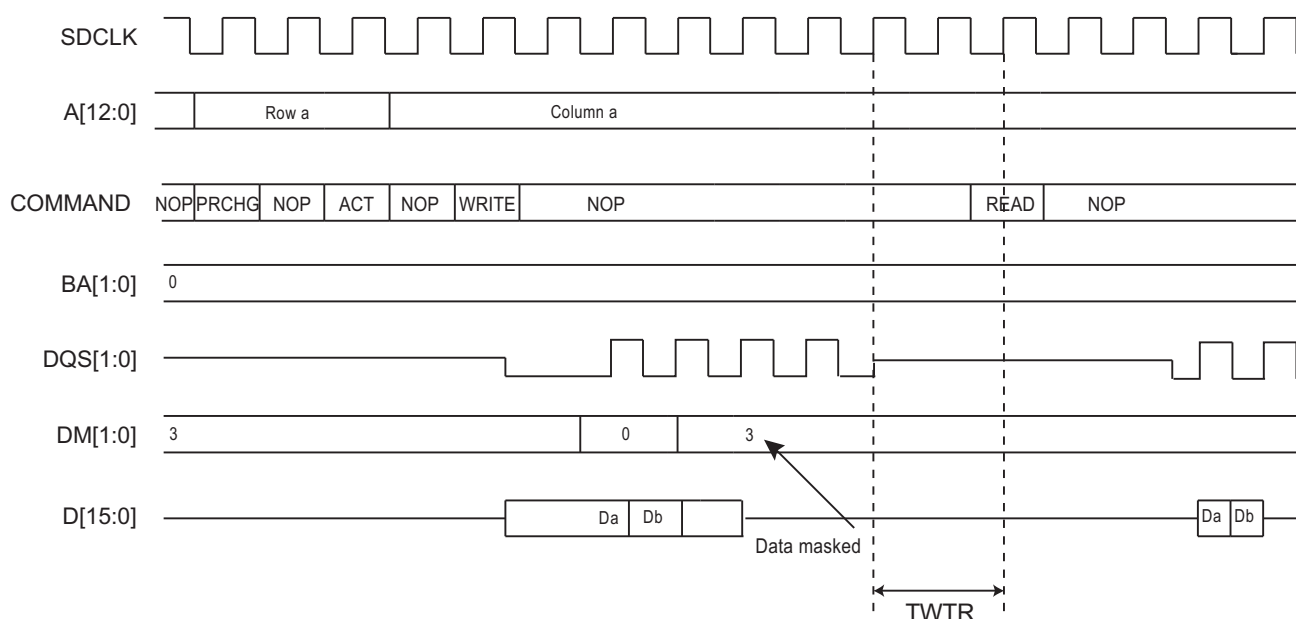 SDCLK
A[12:0] Row a Column a
COMMAND NOP PRCHG NOP ACT NOP WRITE NOP READ NOP
BA[1:0] 0
DQS[1:0]
DM[1:0] 3 0 3
D[15:0] Da Db Da Db
Data masked
TWTR